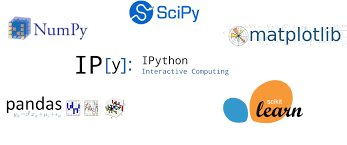 SciPy
NumPy
matplotlib
IP[y]:
IPython
Interactive Computing
pandas
scikit
learn